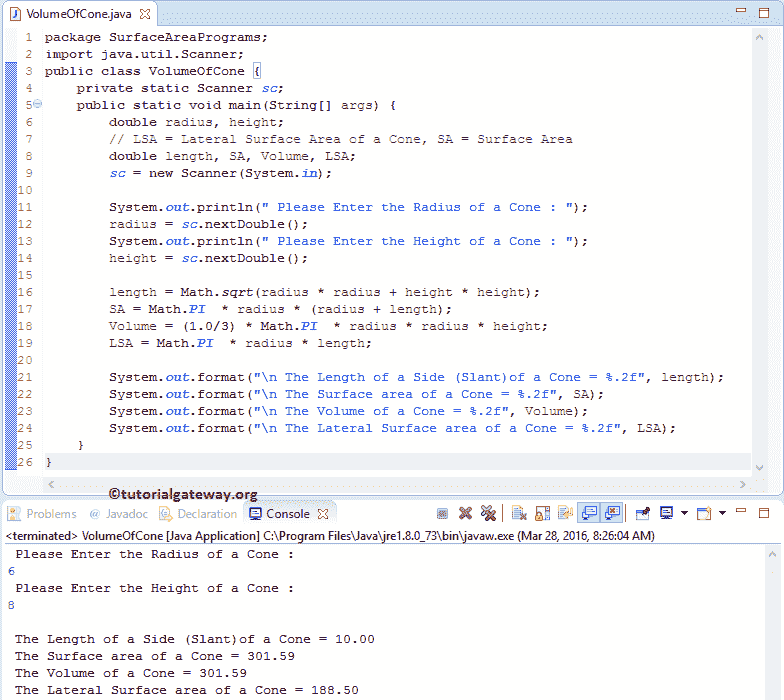 VolumeOfCone.java
1 package SurfaceAreaPrograms;
2 import java.util.Scanner;
3 public class VolumeOfCone {
4 private static Scanner sc;
5 public static void main(String[] args) {
6 double radius, height;
7 // LSA = Lateral Surface Area of a Cone, SA = Surface Area
8 double length, SA, Volume, LSA;
9 sc = new Scanner(System.in);
10
11 System.out.println(" Please Enter the Radius of a Cone : ");
12 radius = sc.nextDouble();
13 System.out.println(" Please Enter the Height of a Cone : ");
14 height = sc.nextDouble();
15
16 length = Math.sqrt(radius * radius + height * height);
17 SA = Math.PI * radius * (radius + length);
18 Volume = (1.0/3) * Math.PI * radius * radius * height;
19 LSA = Math.PI * radius * length;
20
21 System.out.format("\n The Length of a Side (Slant)of a Cone = %.2f", length);
22 System.out.format("\n The Surface area of a Cone = %.2f", SA);
23 System.out.format("\n The Volume of a Cone = %.2f", Volume);
24 System.out.format("\n The Lateral Surface area of a Cone = %.2f", LSA);
25 }
26 }
©tutorialgateway.org
Problems @ Javadoc Declaration Console
<terminated> VolumeOfCone [Java Application] C:\Program Files\Java\jre1.8.0_73\bin\javaw.exe (Mar 28, 2016, 8:26:04 AM)
Please Enter the Radius of a Cone :
6
Please Enter the Height of a Cone :
8
The Length of a Side (Slant)of a Cone = 10.00
The Surface area of a Cone = 301.59
The Volume of a Cone = 301.59
The Lateral Surface area of a Cone = 188.50